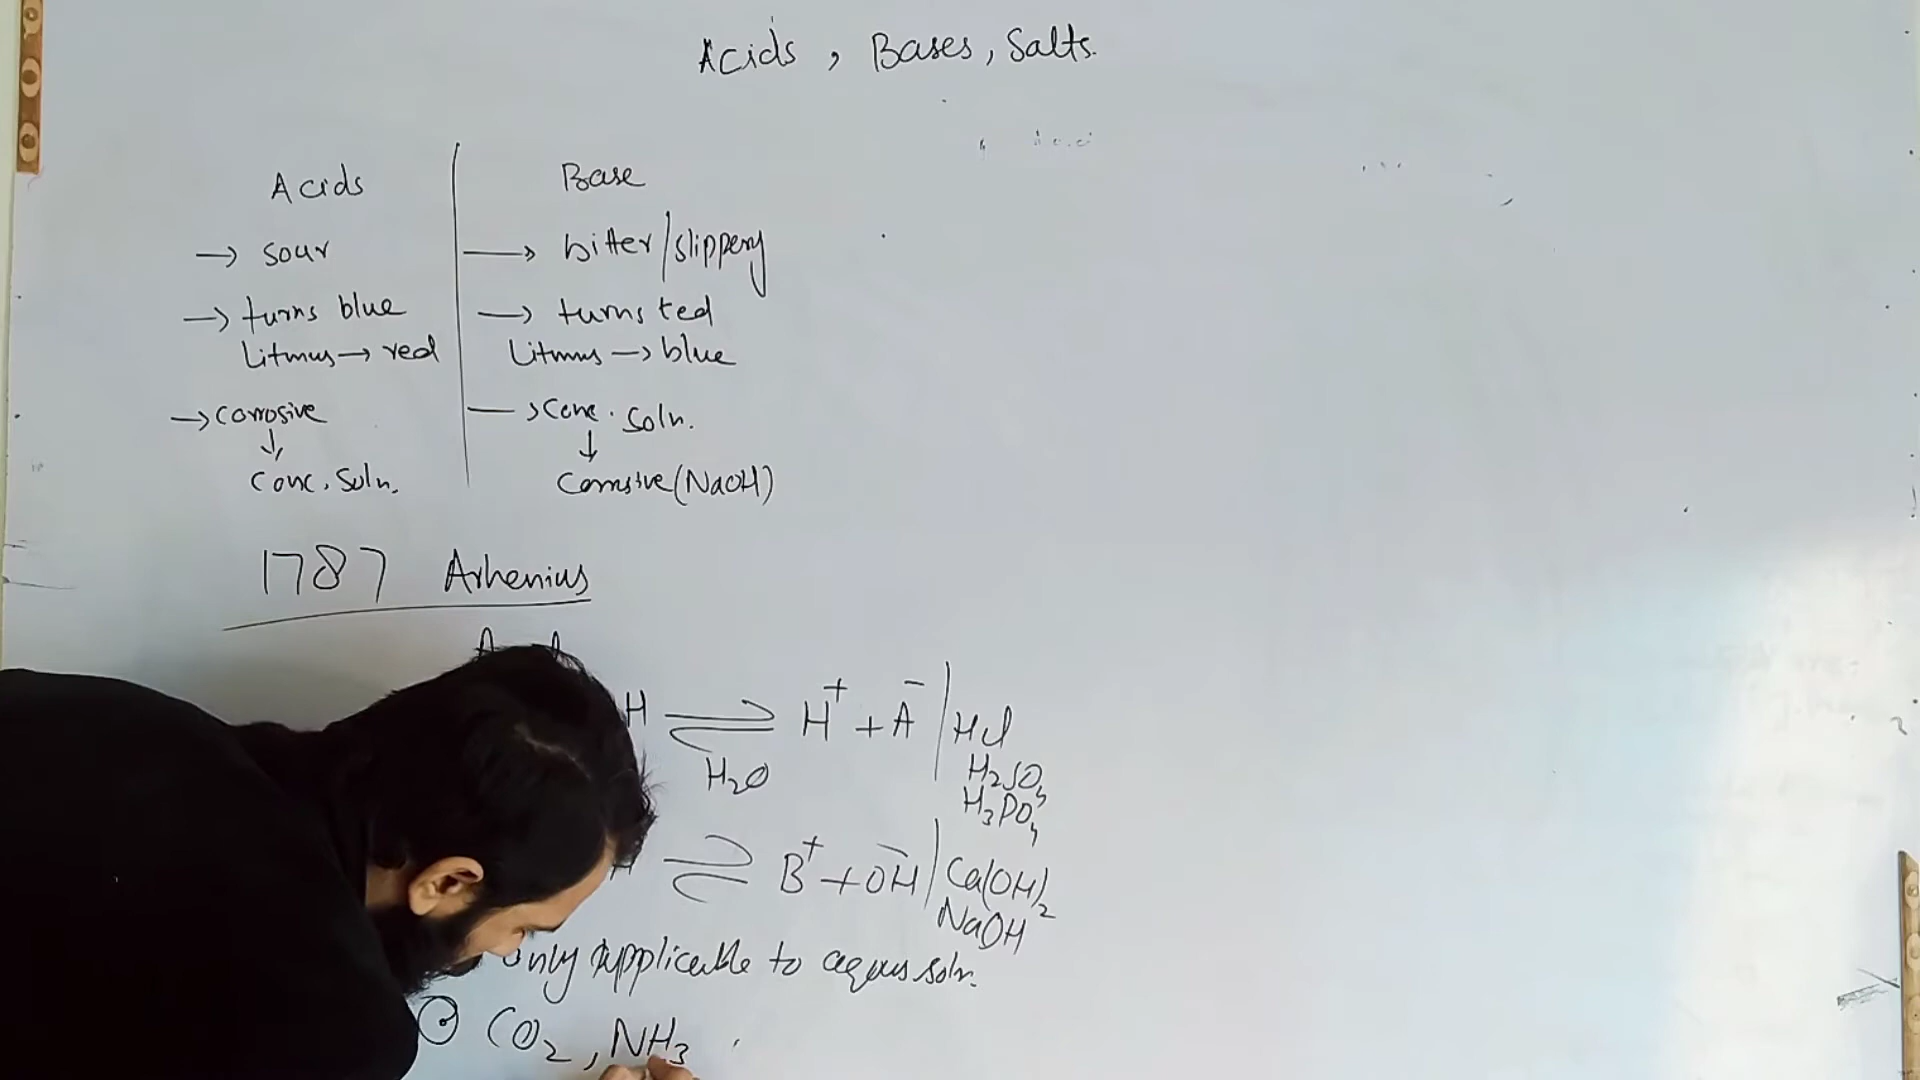 Acids, Bases, Salts.
Acids
Base
→ sour
→ bitter/slippery
→ turns blue
Litmus → red
→ turns red
Litmus → blue
→ corrosive
↓
conc. soln.
→ conc. soln.
↓
Corrosive (NaOH)
1787 Arhenius
H ⇌ H⁺ + A⁻ | HCl
H₂O
H₂SO₄
H₃PO₄
⇌ B⁺ + OH⁻ | Ca(OH)₂
NaOH
only applicable to aqeus soln.
② CO₂, NH₃